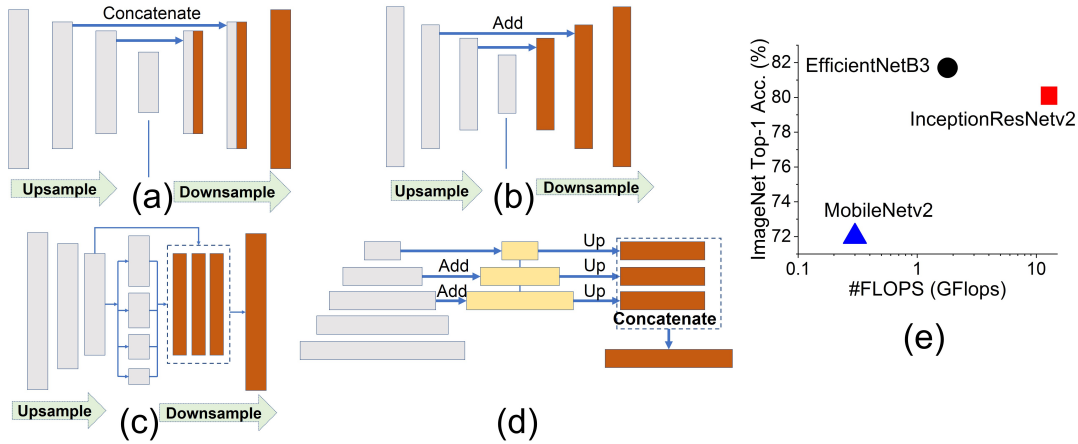 Concatenate
Upsample
(a)
Downsample
Add
Upsample
(b)
Downsample
Upsample
(c)
Downsample
Up
Add
Up
Add
Up
Concatenate
(d)
ImageNet Top-1 Acc. (%)
82
80
78
76
74
72
EfficientNetB3
InceptionResNetv2
MobileNetv2
0.1
1
10
#FLOPS (GFlops)
(e)